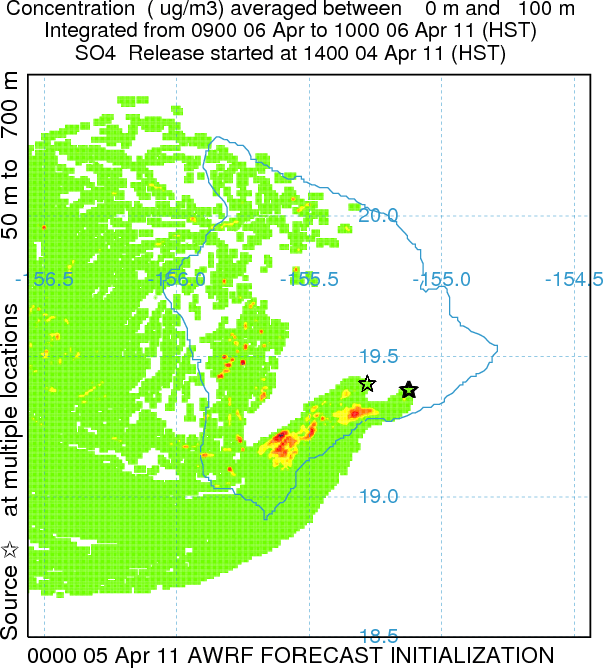 Concentration ( ug/m3) averaged between 0 m and 100 m
Integrated from 0900 06 Apr to 1000 06 Apr 11 (HST)
SO4 Release started at 1400 04 Apr 11 (HST)
Source ☆ at multiple locations 50 m to 700 m
20.0
-156.5 -156.0 -155.5 -155.0 -154.5
19.5
19.0
18.5
0000 05 Apr 11 AWRF FORECAST INITIALIZATION